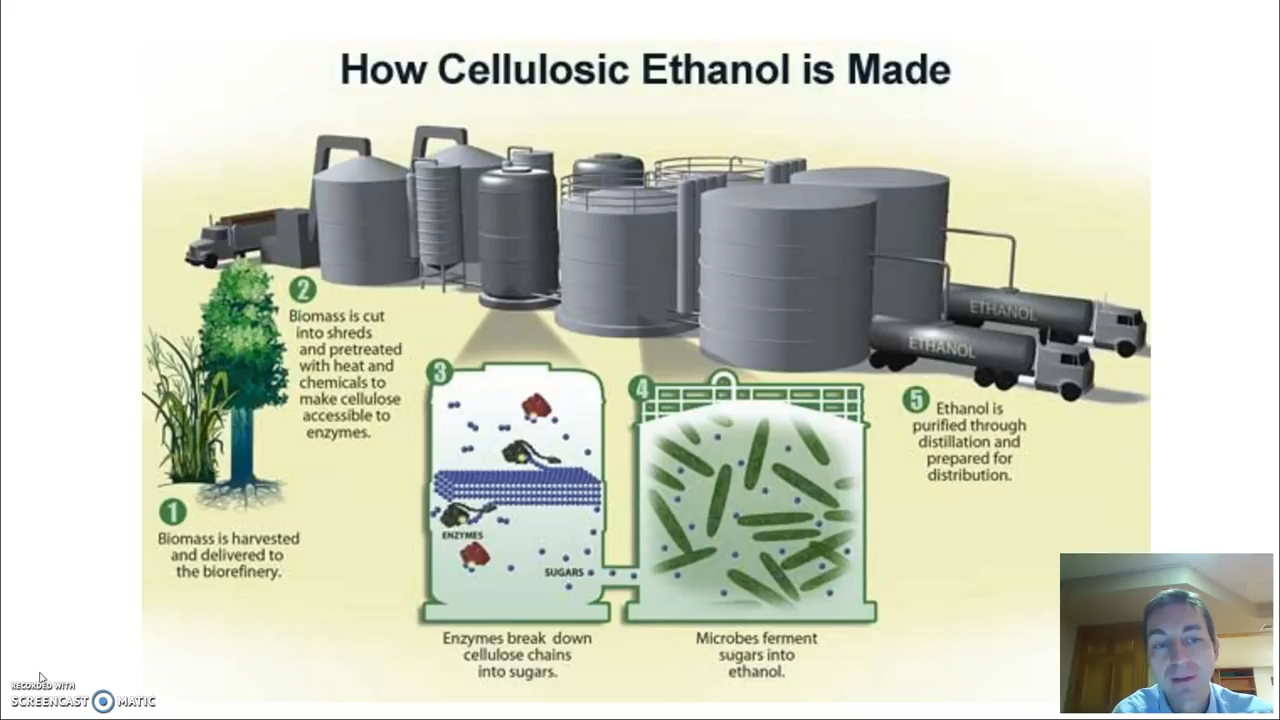 How Cellulosic Ethanol is Made
2
Biomass is cut
into shreds
and pretreated
with heat and
chemicals to
make cellulose
accessible to
enzymes.
1
Biomass is harvested
and delivered to
the biorefinery.
3
ENZYMES
SUGARS
Enzymes break down
cellulose chains
into sugars.
4
Microbes ferment
sugars into
ethanol.
ETHANOL
ETHANOL
5
Ethanol is
purified through
distillation and
prepared for
distribution.
RECORDED WITH
SCREENCAST MATIC